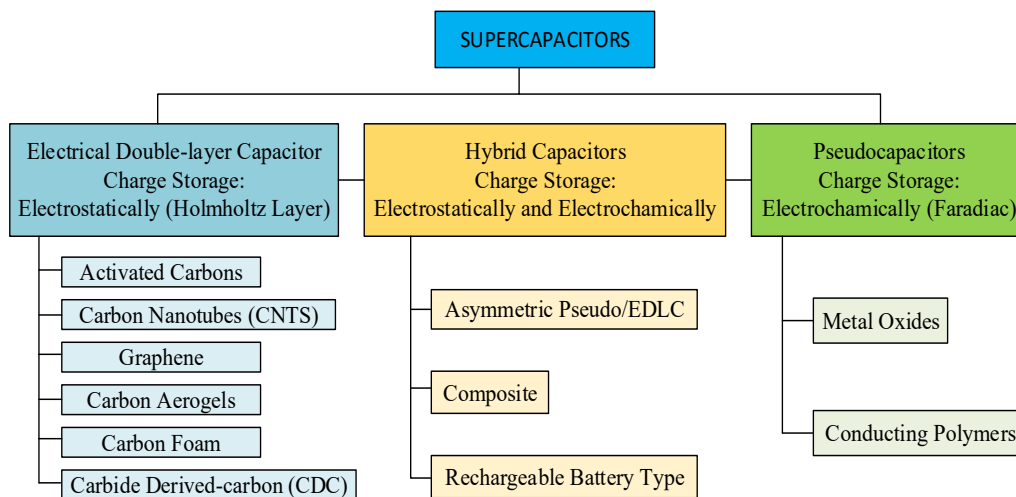 SUPERCAPACITORS
Electrical Double-layer Capacitor
Charge Storage:
Electrostatically (Holmholtz Layer)
Activated Carbons
Carbon Nanotubes (CNTS)
Graphene
Carbon Aerogels
Carbon Foam
Carbide Derived-carbon (CDC)
Hybrid Capacitors
Charge Storage:
Electrostatically and Electrochamically
Asymmetric Pseudo/EDLC
Composite
Rechargeable Battery Type
Pseudocapacitors
Charge Storage:
Electrochamically (Faradiac)
Metal Oxides
Conducting Polymers